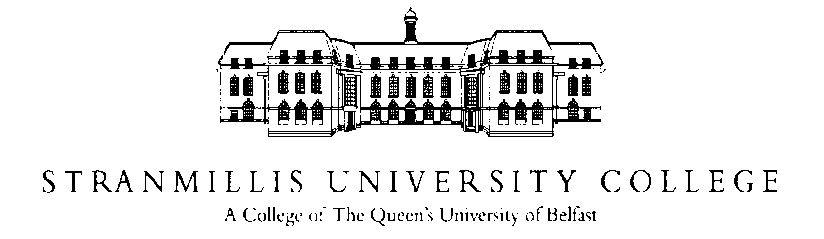 STRANMILLIS UNIVERSITY COLLEGE
A College of The Queen's University of Belfast